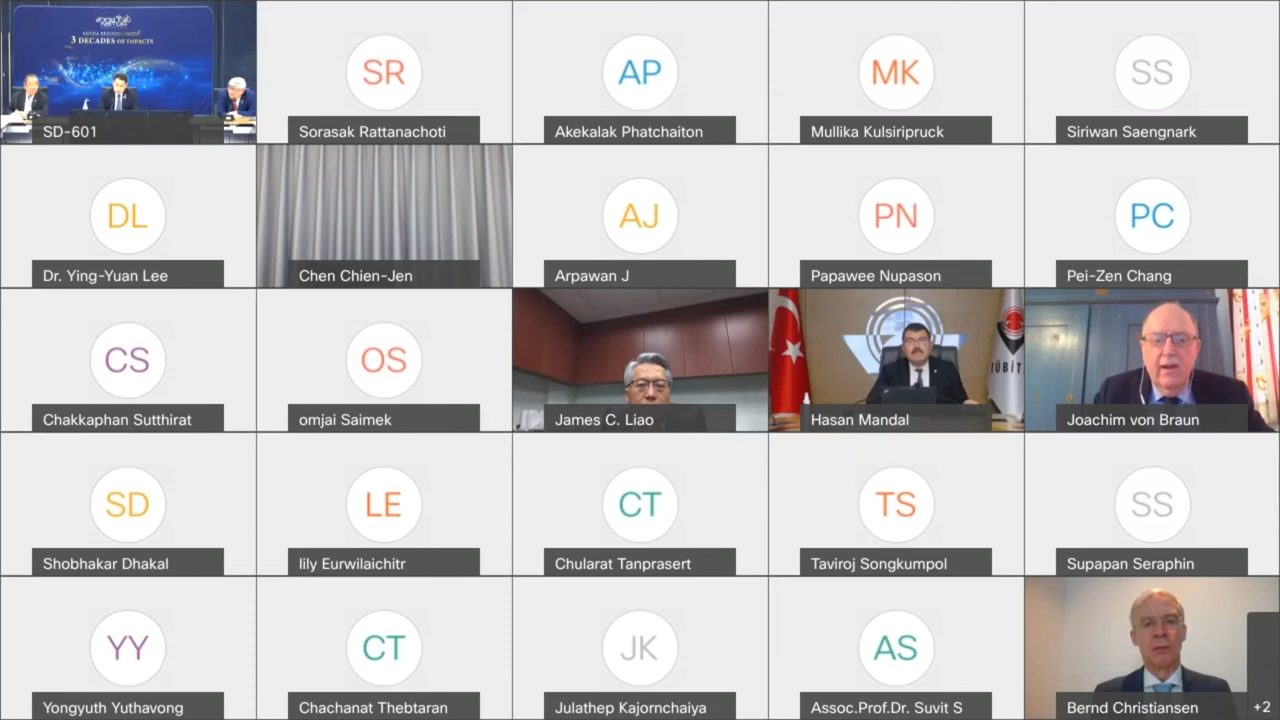 NSTDA BEYOND LIMITS
3 DECADES OF IMPACTS
SD-601
SR
Sorasak Rattanachoti
AP
Akekalak Phatchaiton
MK
Mullika Kulsiripruck
SS
Siriwan Saengnark
DL
Dr. Ying-Yuan Lee
Chen Chien-Jen
AJ
Arpawan J
PN
Papawee Nupason
PC
Pei-Zen Chang
CS
Chakkaphan Sutthirat
OS
omjai Saimek
James C. Liao
TÜBİT
Hasan Mandal
Joachim von Braun
SD
Shobhakar Dhakal
LE
lily Eurwilaichitr
CT
Chularat Tanprasert
TS
Taviroj Songkumpol
SS
Supapan Seraphin
YY
Yongyuth Yuthavong
CT
Chachanat Thebtaran
JK
Julathep Kajornchaiya
AS
Assoc.Prof.Dr. Suvit S
Bernd Christiansen
+2